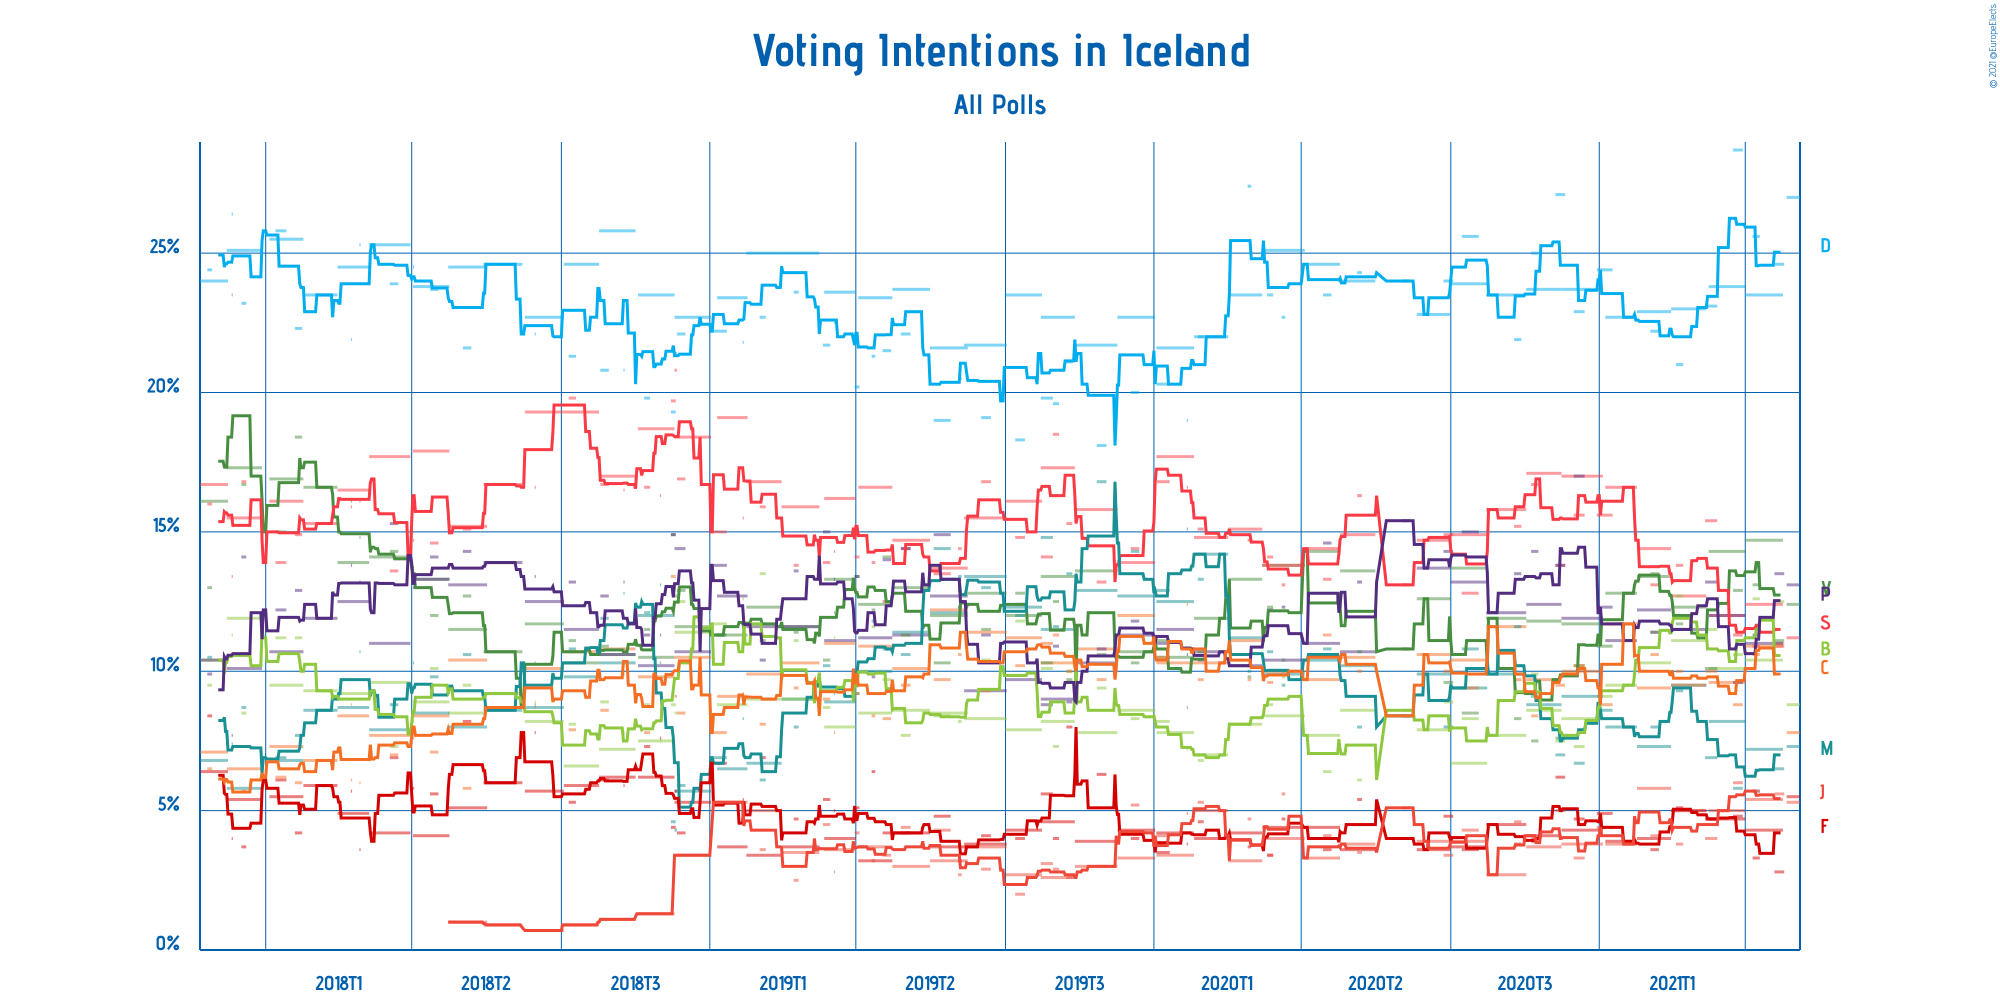 Voting Intentions in Iceland
All Polls
© 2021 @EuropeElects
25%
20%
15%
10%
5%
0%
D
V
P
S
B
C
M
J
F
2018T1
2018T2
2018T3
2019T1
2019T2
2019T3
2020T1
2020T2
2020T3
2021T1